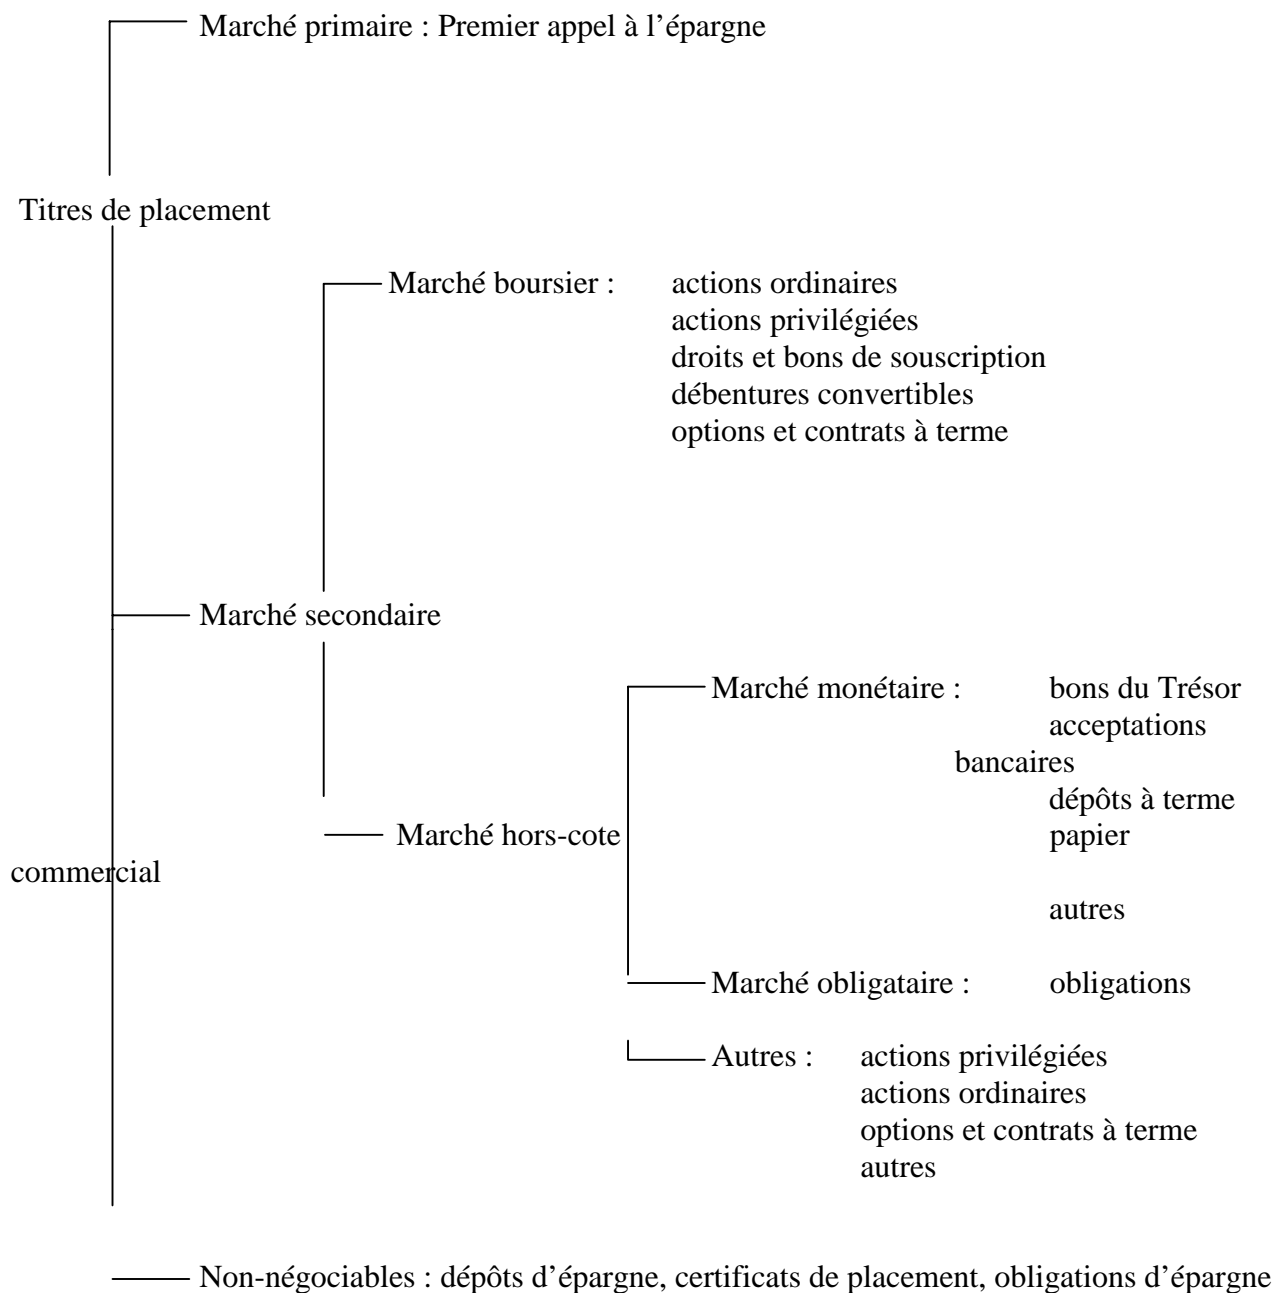 Marché primaire : Premier appel à l’épargne
Titres de placement
Marché boursier : actions ordinaires
actions privilégiées
droits et bons de souscription
débentures convertibles
options et contrats à terme
Marché secondaire
Marché monétaire : bons du Trésor
acceptations
bancaires
dépôts à terme
Marché hors-cote papier
commercial
autres
Marché obligataire : obligations
Autres : actions privilégiées
actions ordinaires
options et contrats à terme
autres
Non-négociables : dépôts d’épargne, certificats de placement, obligations d’épargne